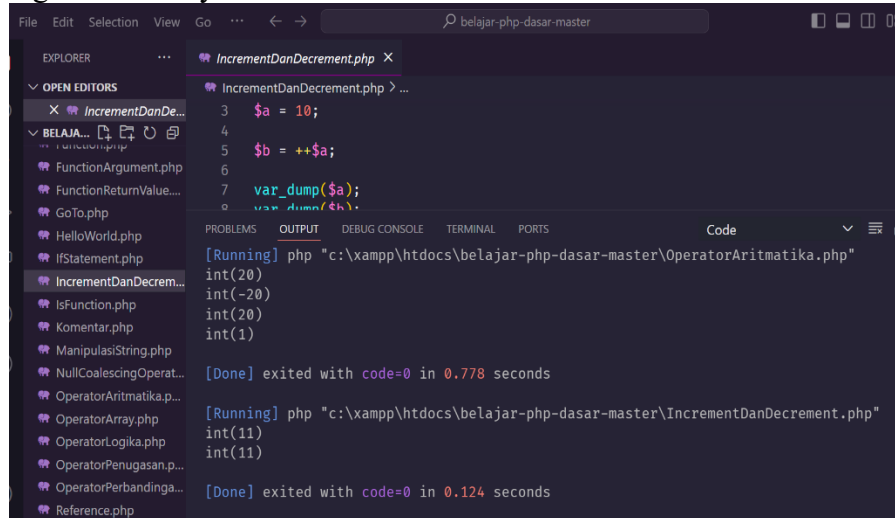 File Edit Selection View Go ... belajar-php-dasar-master
EXPLORER ...
OPEN EDITORS
IncrementDanDe...
BELAJA...
Function.php
FunctionArgument.php
FunctionReturnValue....
GoTo.php
HelloWorld.php
IfStatement.php
IncrementDanDecrem...
IsFunction.php
Komentar.php
ManipulasiString.php
NullCoalescingOperat...
OperatorAritmatika.p...
OperatorArray.php
OperatorLogika.php
OperatorPenugasan.p...
OperatorPerbandinga...
Reference.php
IncrementDanDecrement.php
IncrementDanDecrement.php > ...
3 $a = 10;
4
5 $b = ++$a;
6
7 var_dump($a);
8 var_dump($b);
PROBLEMS OUTPUT DEBUG CONSOLE TERMINAL PORTS Code
[Running] php "c:\xampp\htdocs\belajar-php-dasar-master\OperatorAritmatika.php"
int(20)
int(-20)
int(20)
int(1)
[Done] exited with code=0 in 0.778 seconds
[Running] php "c:\xampp\htdocs\belajar-php-dasar-master\IncrementDanDecrement.php"
int(11)
int(11)
[Done] exited with code=0 in 0.124 seconds